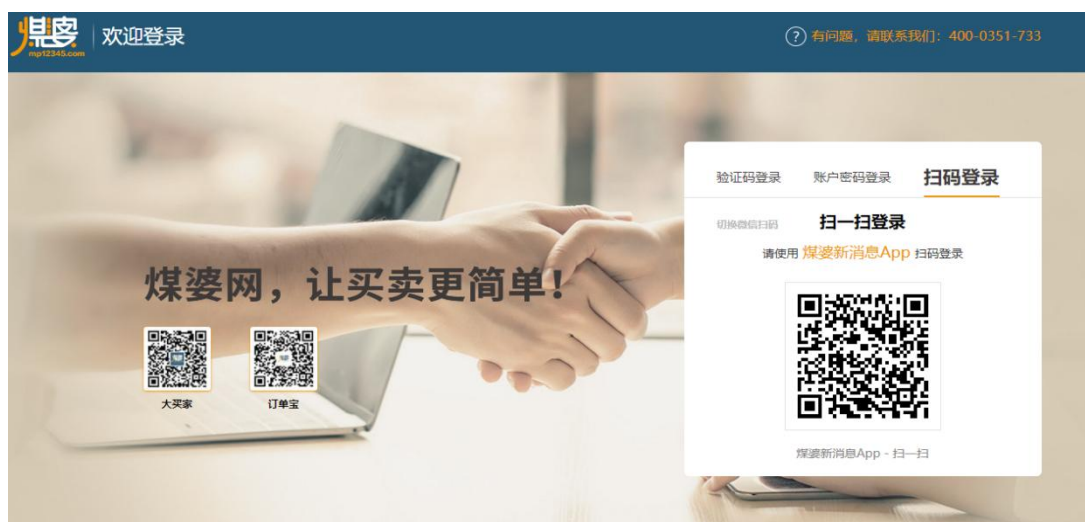 煤婆
mp12345.com
欢迎登录
? 有问题，请联系我们：400-0351-733
验证码登录 账户密码登录 扫码登录
切换微信扫码 扫一扫登录
请使用 煤婆新消息App 扫码登录
煤婆网，让买卖更简单！
大买家 订单宝
煤婆新消息App - 扫一扫